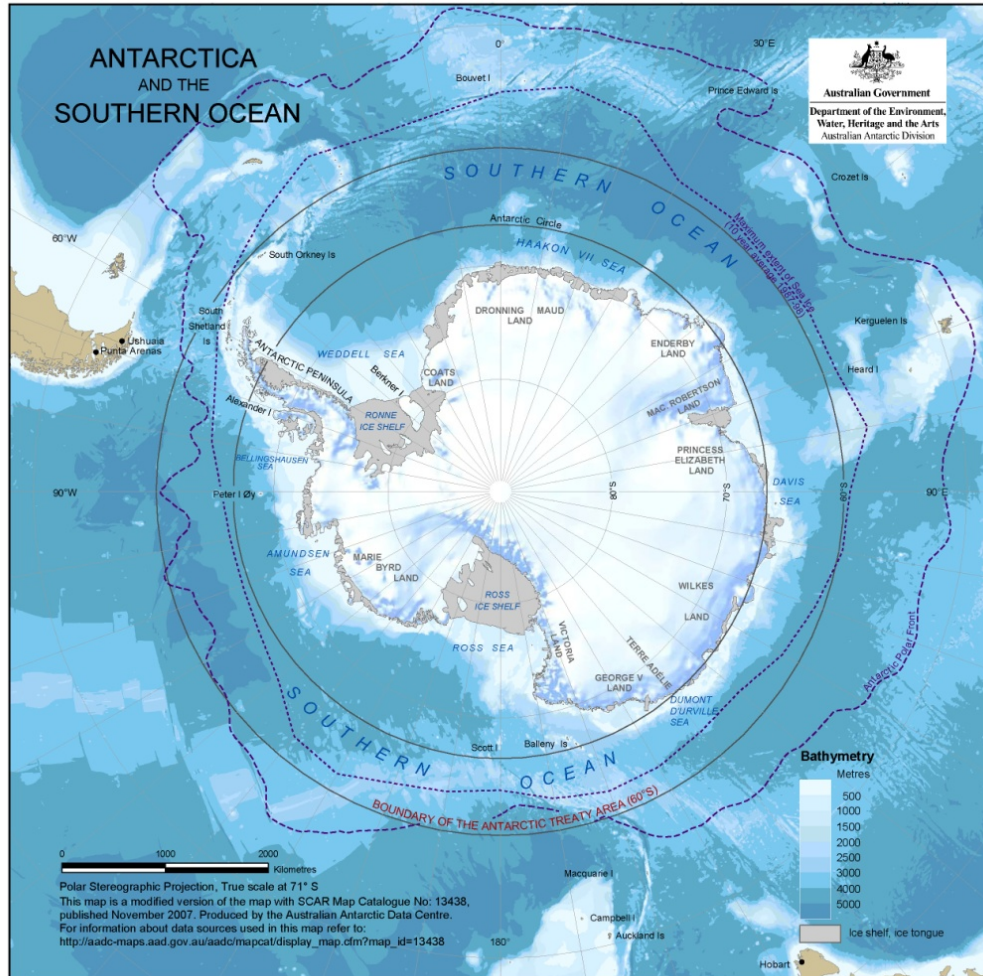 ANTARCTICA
AND THE
SOUTHERN OCEAN
0°
30°E
Australian Government
Department of the Environment,
Water, Heritage and the Arts
Australian Antarctic Division
Bouvet I
Prince Edward Is
Crozet Is
SOUTHERN OCEAN
Maximum extent of Sea Ice
Antarctic Circle
HAAKON VII SEA
60°W
South Orkney Is
South
Shetland
Is
Ushuaia
Punta Arenas
DRONNING MAUD
LAND
ENDERBY
LAND
Kerguelen Is
Heard I
WEDDELL SEA
ANTARCTIC PENINSULA
Berkner I
COATS
LAND
MAC. ROBERTSON
LAND
Alexander I
RONNE
ICE SHELF
PRINCESS
ELIZABETH
LAND
BELLINGSHAUSEN
SEA
90°W
Peter I Øy
80°S
70°S
60°S
DAVIS
SEA
90°E
AMUNDSEN
SEA
MARIE
BYRD
LAND
ROSS
ICE SHELF
WILKES
LAND
ROSS SEA
VICTORIA
LAND
TERRE ADELIE
GEORGE V
LAND
DUMONT
D'URVILLE
SEA
Antarctic Polar Front
Scott I
Balleny Is
SOUTHERN OCEAN
BOUNDARY OF THE ANTARCTIC TREATY AREA (60°S)
Bathymetry
Metres
500
1000
1500
2000
2500
3000
4000
5000
Ice shelf, ice tongue
0 1000 2000
Kilometres
Polar Stereographic Projection, True scale at 71° S
This map is a modified version of the map with SCAR Map Catalogue No: 13438,
published November 2007. Produced by the Australian Antarctic Data Centre.
For information about data sources used in this map refer to:
http://aadc-maps.aad.gov.au/aadc/mapcat/display_map.cfm?map_id=13438
Macquarie I
Campbell I
Auckland Is
180°
Hobart